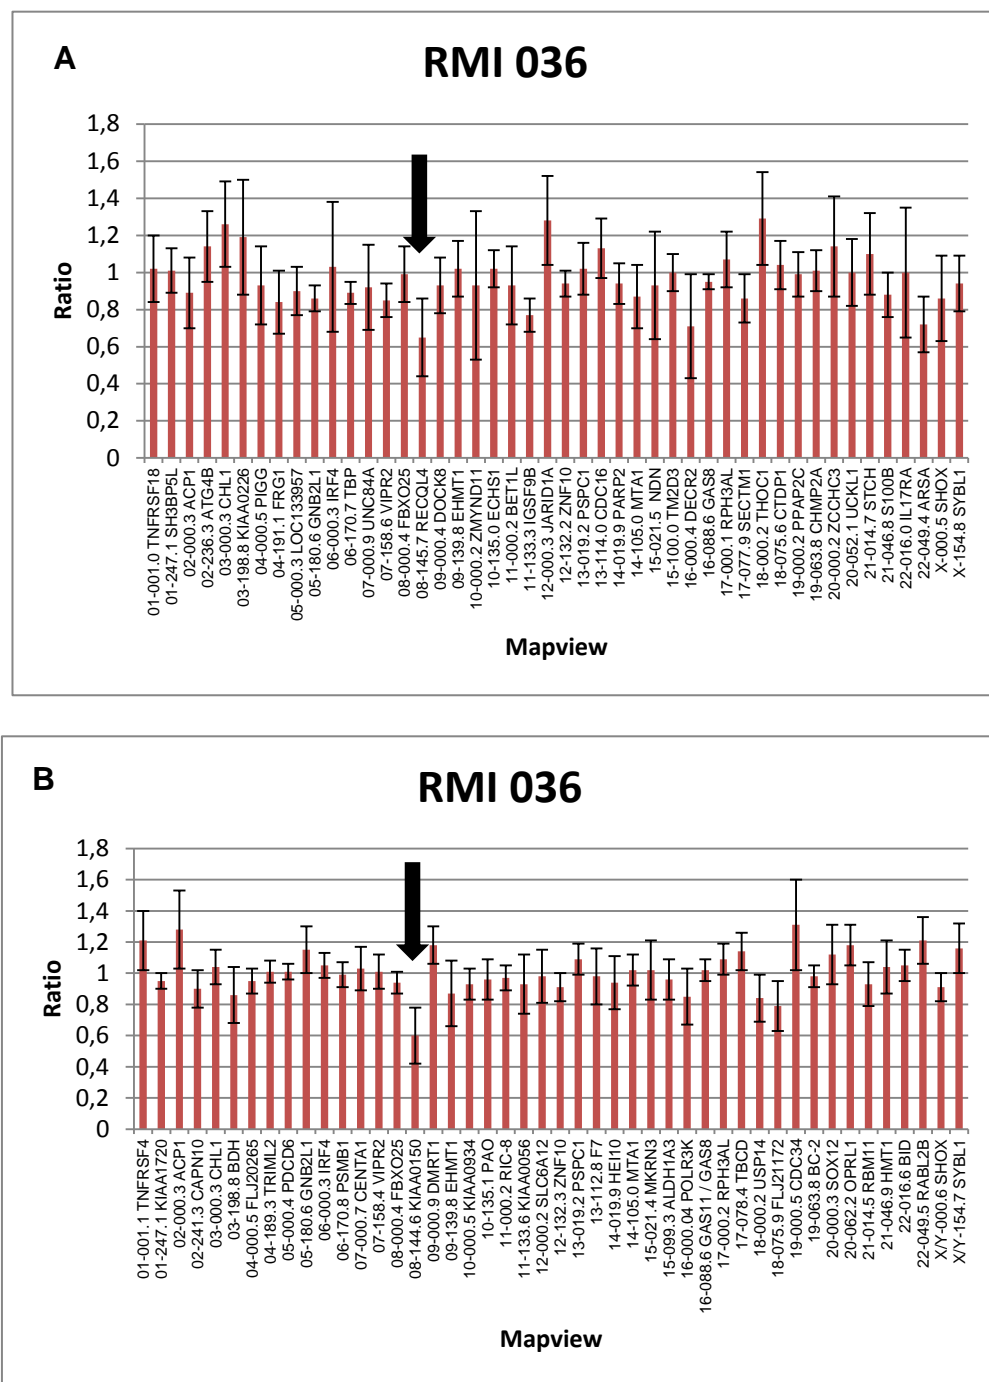 A
RMI 036
1,8
1,6
1,4
1,2
1
0,8
0,6
0,4
0,2
0
Ratio
01-001.0 TNFRSF18
01-247.1 SH3BP5L
02-000.3 ACP1
02-236.3 ATG4B
03-000.3 CHL1
03-198.8 KIAA0226
04-000.5 PIGG
04-191.1 FRG1
05-000.3 LOC133957
05-180.6 GNB2L1
06-000.3 IRF4
06-170.7 TBP
07-000.9 UNC84A
07-158.6 VIPR2
08-000.4 FBXO25
08-145.7 RECQL4
09-000.4 DOCK8
09-139.8 EHMT1
10-000.2 ZMYND11
10-135.0 ECHS1
11-000.2 BET1L
11-133.3 IGSF9B
12-000.3 JARID1A
12-132.2 ZNF10
13-019.2 PSPC1
13-114.0 CDC16
14-019.9 PARP2
14-105.0 MTA1
15-021.5_NDN
15-100.0 TM2D3
16-000.4 DECR2
16-088.6 GAS8
17-000.1 RPH3AL
17-077.9 SECTM1
18-000.2 THOC1
18-075.6 CTDP1
19-000.2 PPAP2C
19-063.8 CHMP2A
20-000.2 ZCCHC3
20-052.1 UCKL1
21-014.7 STCH
21-046.8 S100B
22-016.0 IL17RA
22-049.4 ARSA
X-000.5 SHOX
X-154.8 SYBL1
Mapview
B
RMI 036
1,8
1,6
1,4
1,2
1
0,8
0,6
0,4
0,2
0
Ratio
01-001.1 TNFRSF4
01-247.1 KIAA1720
02-000.3 ACP1
02-241.3 CAPN10
03-000.3 CHL1
03-198.8 BDH
04-000.5 FLJ20265
04-189.3 TRIML2
05-000.4 PDCD6
05-180.6 GNB2L1
06-000.3 IRF4
06-170.8 PSMB1
07-000.7 CENTA1
07-158.4 VIPR2
08-000.4 FBXO25
08-144.6 KIAA0150
09-000.9 DMRT1
09-139.8 EHMT1
10-000.5 KIAA0934
10-135.1 PAO
11-000.2 RIC-8
11-133.6 KIAA0056
12-000.2 SLC6A12
12-132.3 ZNF10
13-019.2 PSPC1
13-112.8 F7
14-019.9 HEI10
14-105.0 MTA1
15-021.4 MKRN3
15-099.3 ALDH1A3
16-000.04 POLR3K
16-088.6 GAS11 / GAS8
17-000.2 RPH3AL
17-078.4 TBCD
18-000.2 USP14
18-075.9 FLJ21172
19-000.5 CDC34
19-063.8 BC-2
20-000.3 SOX12
20-062.2 OPRL1
21-014.5 RBM11
21-046.9 HMT1
22-016.6 BID
22-049.5 RABL2B
X/Y-000.6 SHOX
X/Y-154.7 SYBL1
Mapview